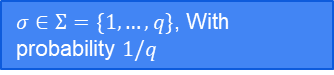 σ ∈ Σ = {1, ..., q}, With
probability 1/q